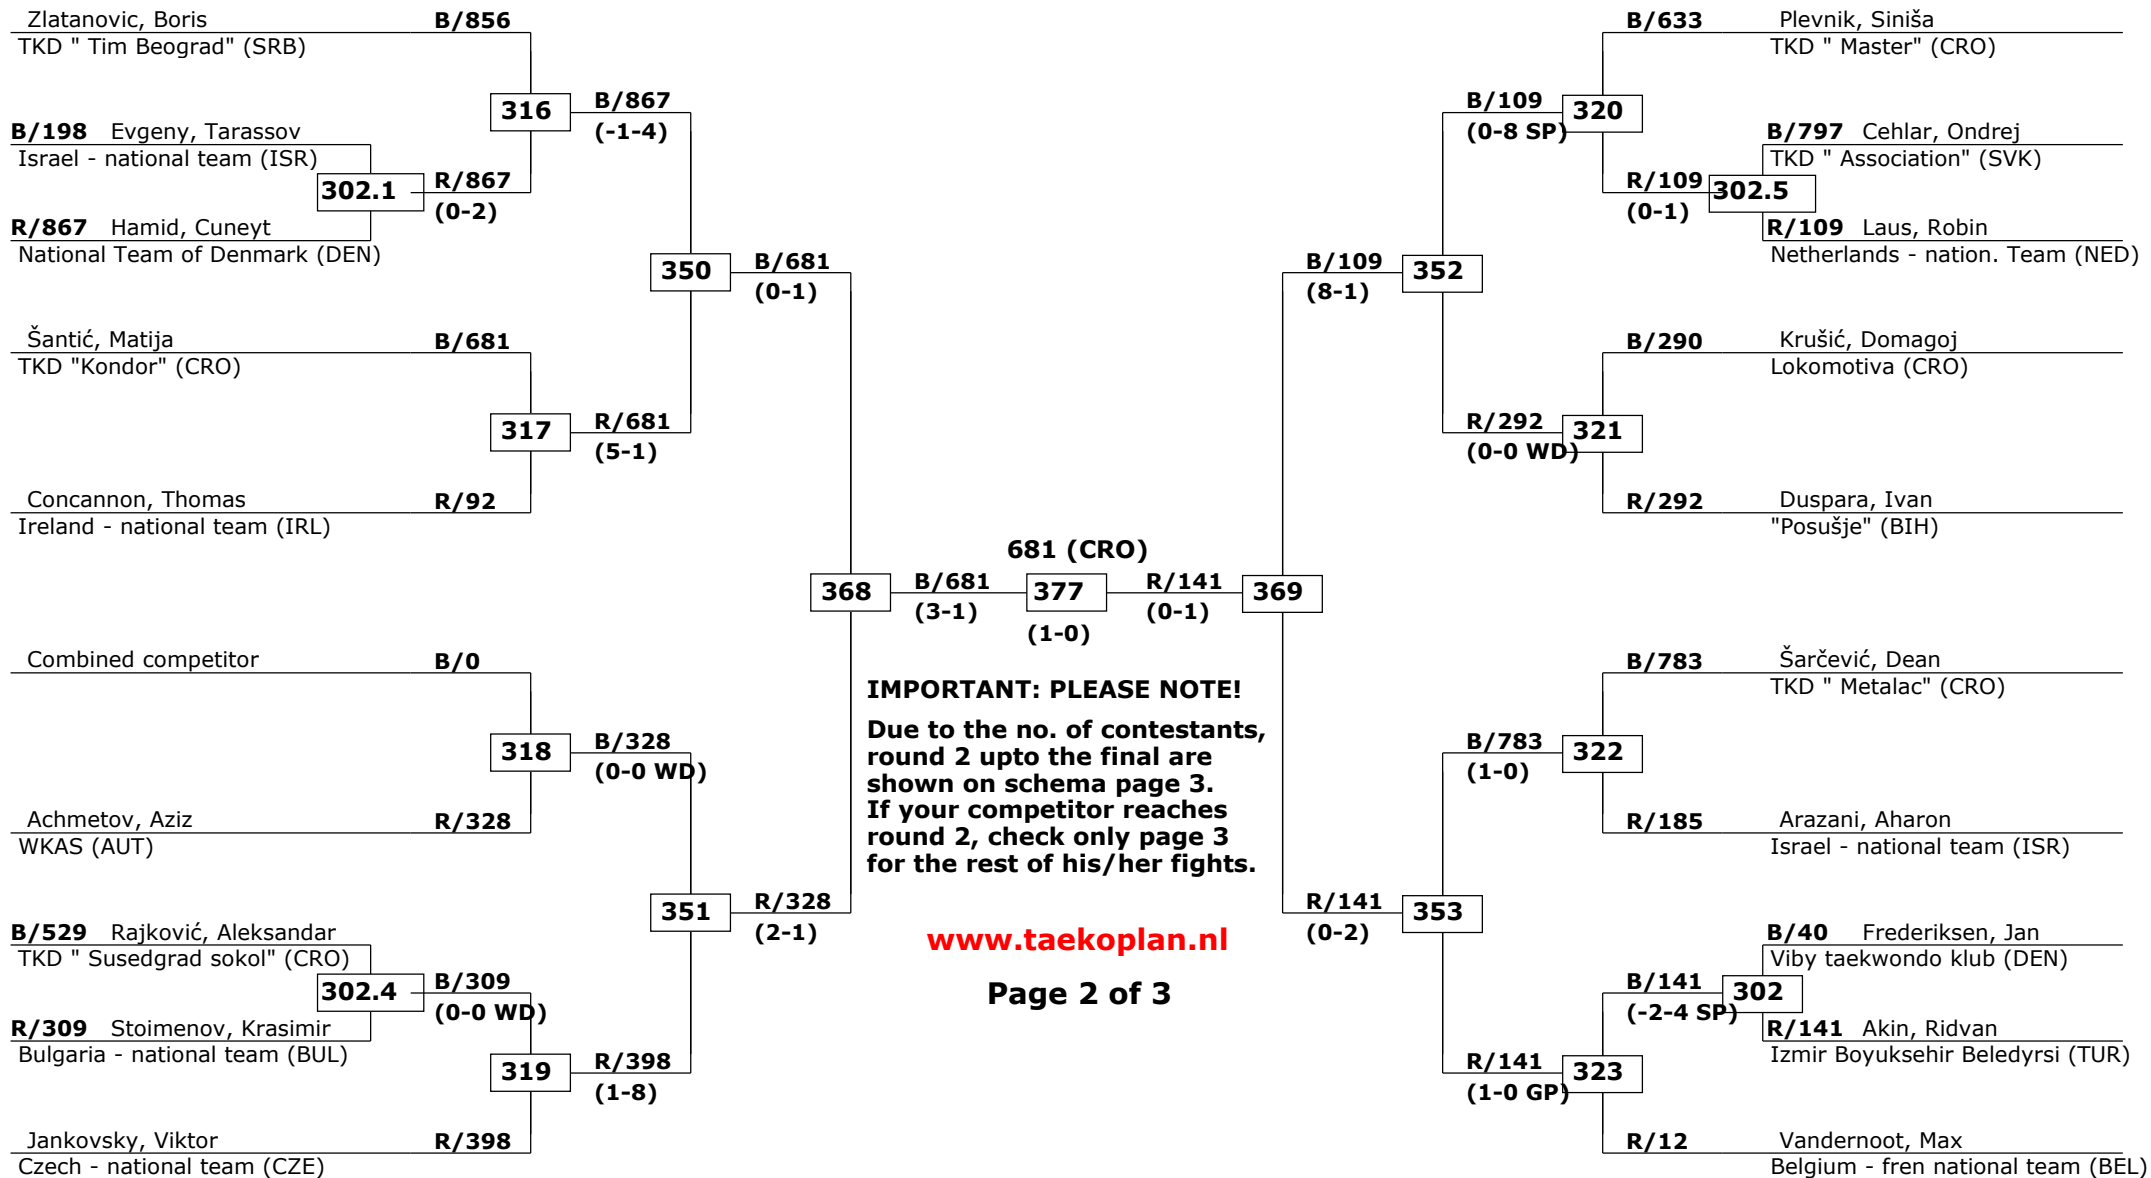 Zlatanovic, Boris B/856
TKD " Tim Beograd" (SRB)
B/198 Evgeny, Tarassov
Israel - national team (ISR)
302.1
R/867
(0-2)
R/867 Hamid, Cuneyt
National Team of Denmark (DEN)
316
B/867
(-1-4)
350
B/681
(0-1)
Šantić, Matija B/681
TKD "Kondor" (CRO)
317
R/681
(5-1)
Concannon, Thomas R/92
Ireland - national team (IRL)
368
B/681
(3-1)
Combined competitor B/0
318
B/328
(0-0 WD)
Achmetov, Aziz R/328
WKAS (AUT)
351
R/328
(2-1)
B/529 Rajković, Aleksandar
TKD " Susedgrad sokol" (CRO)
302.4
B/309
(0-0 WD)
R/309 Stoimenov, Krasimir
Bulgaria - national team (BUL)
319
R/398
(1-8)
Jankovsky, Viktor R/398
Czech - national team (CZE)
681 (CRO)
377
(1-0)
IMPORTANT: PLEASE NOTE!
Due to the no. of contestants,
round 2 upto the final are
shown on schema page 3.
If your competitor reaches
round 2, check only page 3
for the rest of his/her fights.
www.taekoplan.nl
Page 2 of 3
B/633 Plevnik, Siniša
TKD " Master" (CRO)
B/109
(0-8 SP)
320
B/797 Cehlar, Ondrej
TKD " Association" (SVK)
R/109
(0-1)
302.5
R/109 Laus, Robin
Netherlands - nation. Team (NED)
B/109
(8-1)
352
B/290 Krušić, Domagoj
Lokomotiva (CRO)
R/292
(0-0 WD)
321
R/292 Duspara, Ivan
"Posušje" (BIH)
R/141
(0-1)
369
B/783 Šarčević, Dean
TKD " Metalac" (CRO)
B/783
(1-0)
322
R/185 Arazani, Aharon
Israel - national team (ISR)
R/141
(0-2)
353
B/40 Frederiksen, Jan
Viby taekwondo klub (DEN)
B/141
(-2-4 SP)
302
R/141 Akin, Ridvan
Izmir Boyuksehir Beledyrsi (TUR)
R/141
(1-0 GP)
323
R/12 Vandernoot, Max
Belgium - fren national team (BEL)